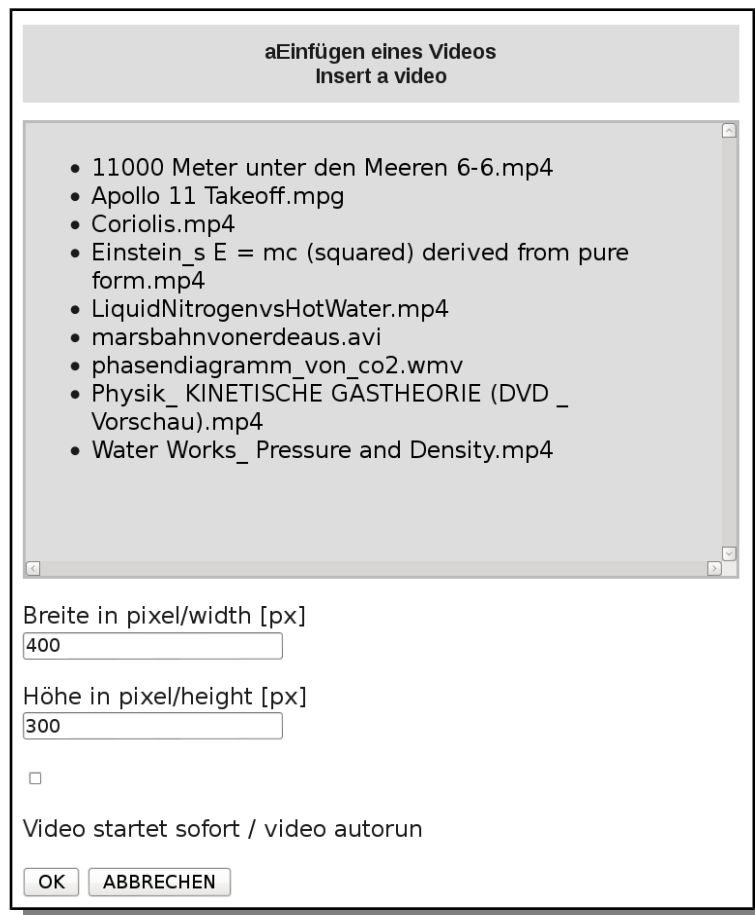 aEinfügen eines Videos
Insert a video
11000 Meter unter den Meeren 6-6.mp4
Apollo 11 Takeoff.mpg
Coriolis.mp4
Einstein_s E = mc (squared) derived from pure
form.mp4
LiquidNitrogenvsHotWater.mp4
marsbahnvonerdeaus.avi
phasendiagramm_von_co2.wmv
Physik_ KINETISCHE GASTHEORIE (DVD _
Vorschau).mp4
Water Works_ Pressure and Density.mp4
Breite in pixel/width [px]
400
Höhe in pixel/height [px]
300
Video startet sofort / video autorun
OK ABBRECHEN